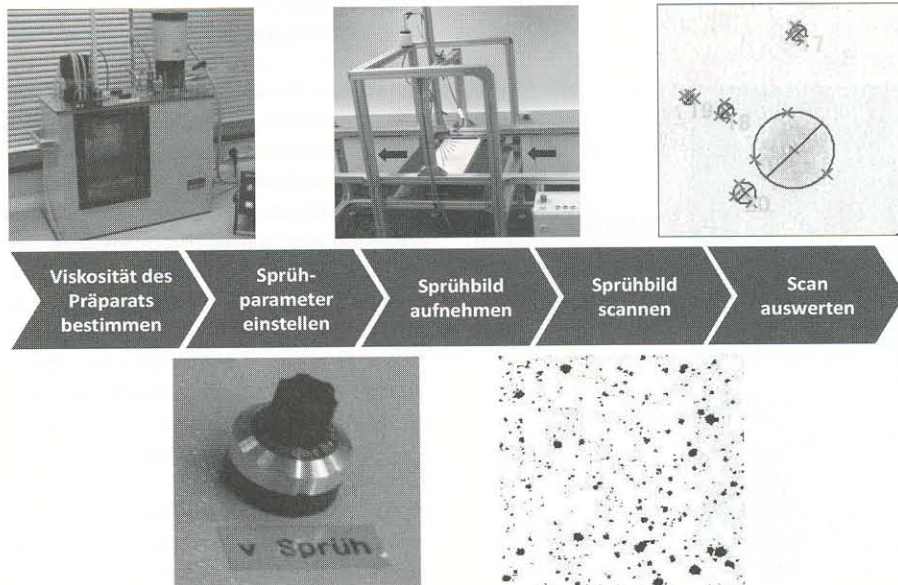 Viskosität des
Präparats
bestimmen
Sprüh-
parameter
einstellen
Sprühbild
aufnehmen
Sprühbild
scannen
Scan
auswerten
v Sprüh